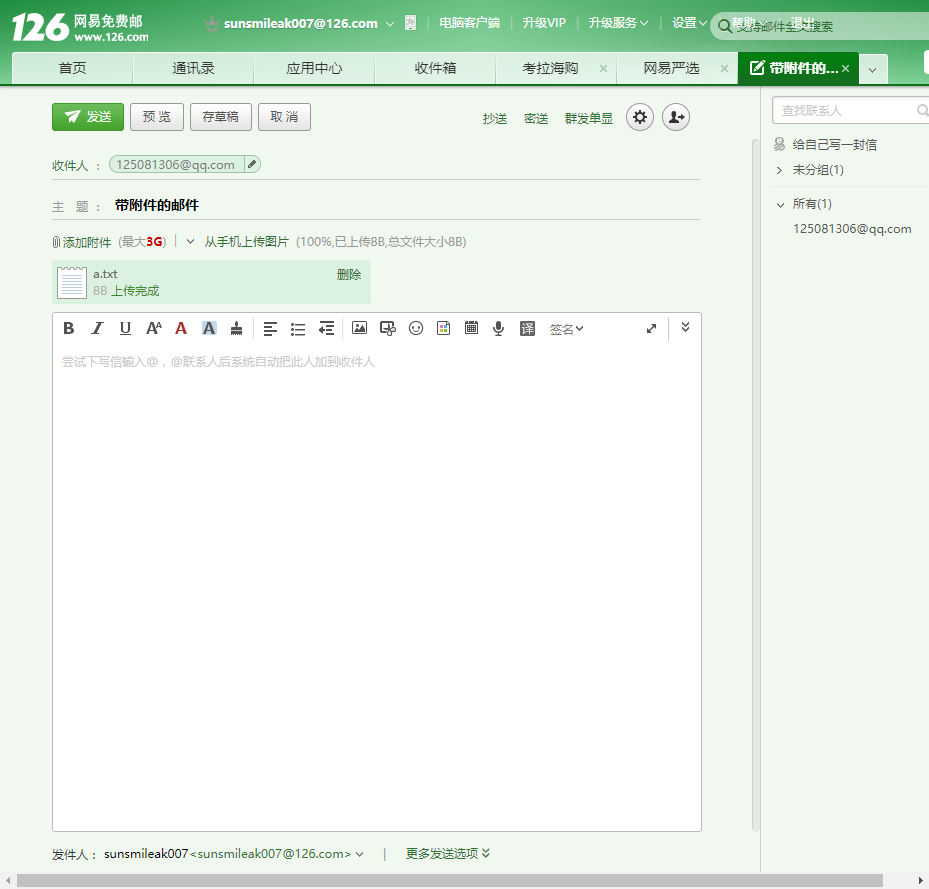 126 网易免费邮
www.126.com
sunsmileak007@126.com
电脑客户端
升级VIP
升级服务
设置
帮助
退出
支持邮件全文搜索
首页
通讯录
应用中心
收件箱
考拉海购 ×
网易严选 ×
带附件的... ×
发送
预 览
存草稿
取 消
抄送
密送
群发单显
查找联系人
给自己写一封信
未分组(1)
所有(1)
125081306@qq.com
收件人 : 125081306@qq.com
主 题 : 带附件的邮件
添加附件 (最大3G) | 从手机上传图片 (100%,已上传8B,总文件大小8B)
a.txt 删除
8B 上传完成
B I U AA A A 译 签名
尝试下写信输入@，@联系人后系统自动把此人加到收件人
发件人： sunsmileak007<sunsmileak007@126.com> | 更多发送选项